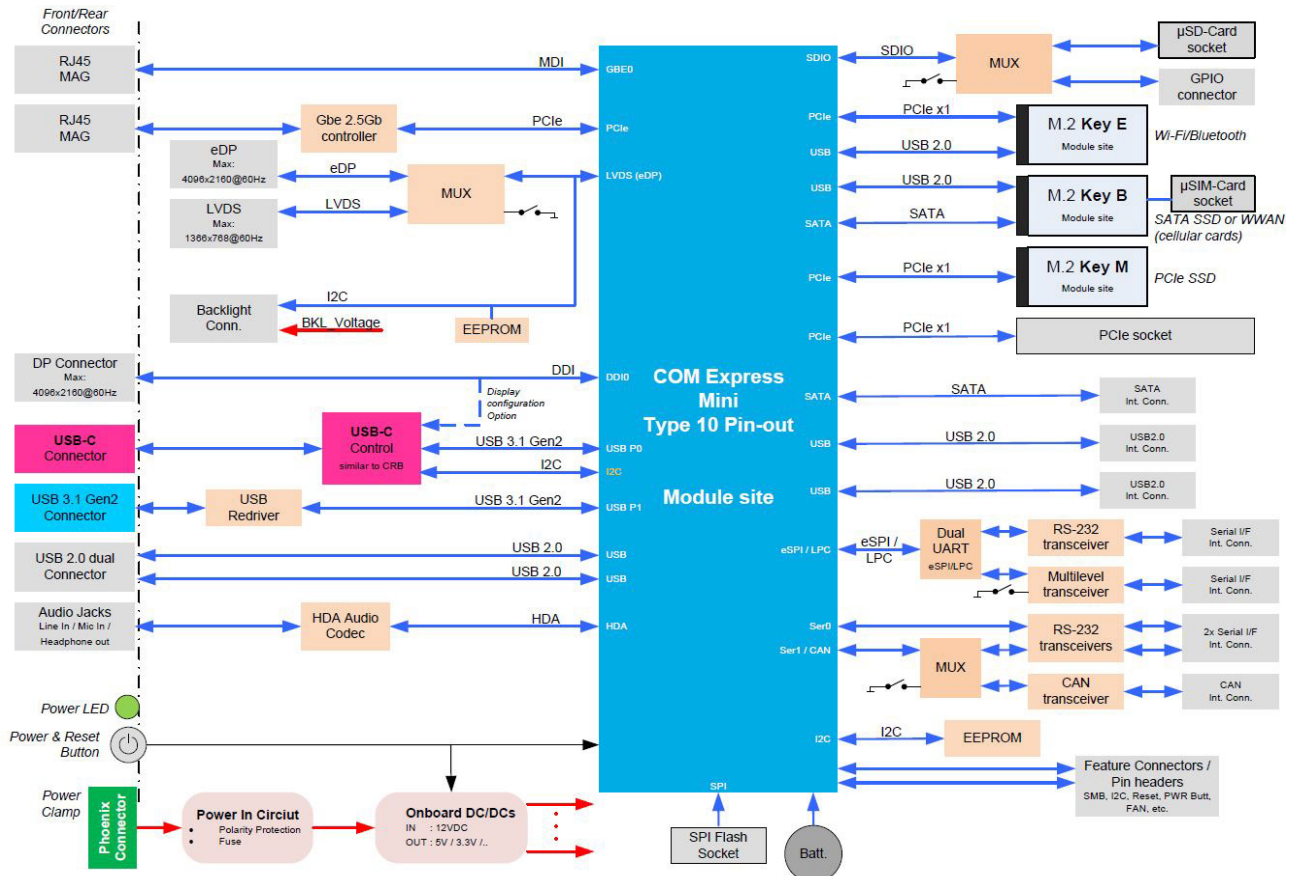 Front/Rear
Connectors
RJ45
MAG
MDI
GBE0
RJ45
MAG
Gbe 2.5Gb
controller
PCIe
PCIe
eDP
Max:
4096x2160@60Hz
eDP
LVDS
Max:
1366x768@60Hz
LVDS
MUX
LVDS (eDP)
Backlight
Conn.
I2C
BKL_Voltage
EEPROM
DP Connector
Max:
4096x2160@60Hz
DDI
DDI0
Display
configuration
Option
USB-C
Connector
USB-C
Control
similar to CRB
USB 3.1 Gen2
USB P0
I2C
I2C
USB 3.1 Gen2
Connector
USB
Redriver
USB 3.1 Gen2
USB P1
USB 2.0 dual
Connector
USB 2.0
USB
USB 2.0
USB
Audio Jacks
Line In / Mic In /
Headphone out
HDA Audio
Codec
HDA
HDA
Power LED
Power & Reset
Button
Power
Clamp
Phoenix
Connector
Power In Circiut
• Polarity Protection
• Fuse
Onboard DC/DCs
IN : 12VDC
OUT : 5V / 3.3V /..
COM Express
Mini
Type 10 Pin-out
Module site
SPI
SPI Flash
Socket
Batt.
SDIO
SDIO
MUX
µSD-Card
socket
GPIO
connector
PCIe
PCIe x1
USB
USB 2.0
M.2 Key E
Module site
Wi-Fi/Bluetooth
USB
USB 2.0
SATA
SATA
M.2 Key B
Module site
µSIM-Card
socket
SATA SSD or WWAN
(cellular cards)
PCIe
PCIe x1
M.2 Key M
Module site
PCIe SSD
PCIe
PCIe x1
PCIe socket
SATA
SATA
SATA
Int. Conn.
USB
USB 2.0
USB2.0
Int. Conn.
USB
USB 2.0
USB2.0
Int. Conn.
eSPI / LPC
eSPI /
LPC
Dual
UART
eSPI/LPC
RS-232
transceiver
Serial I/F
Int. Conn.
Multilevel
transceiver
Serial I/F
Int. Conn.
Ser0
Ser1 / CAN
MUX
RS-232
transceivers
2x Serial I/F
Int. Conn.
CAN
transceiver
CAN
Int. Conn.
I2C
I2C
EEPROM
Feature Connectors /
Pin headers
SMB, I2C, Reset, PWR Butt,
FAN, etc.